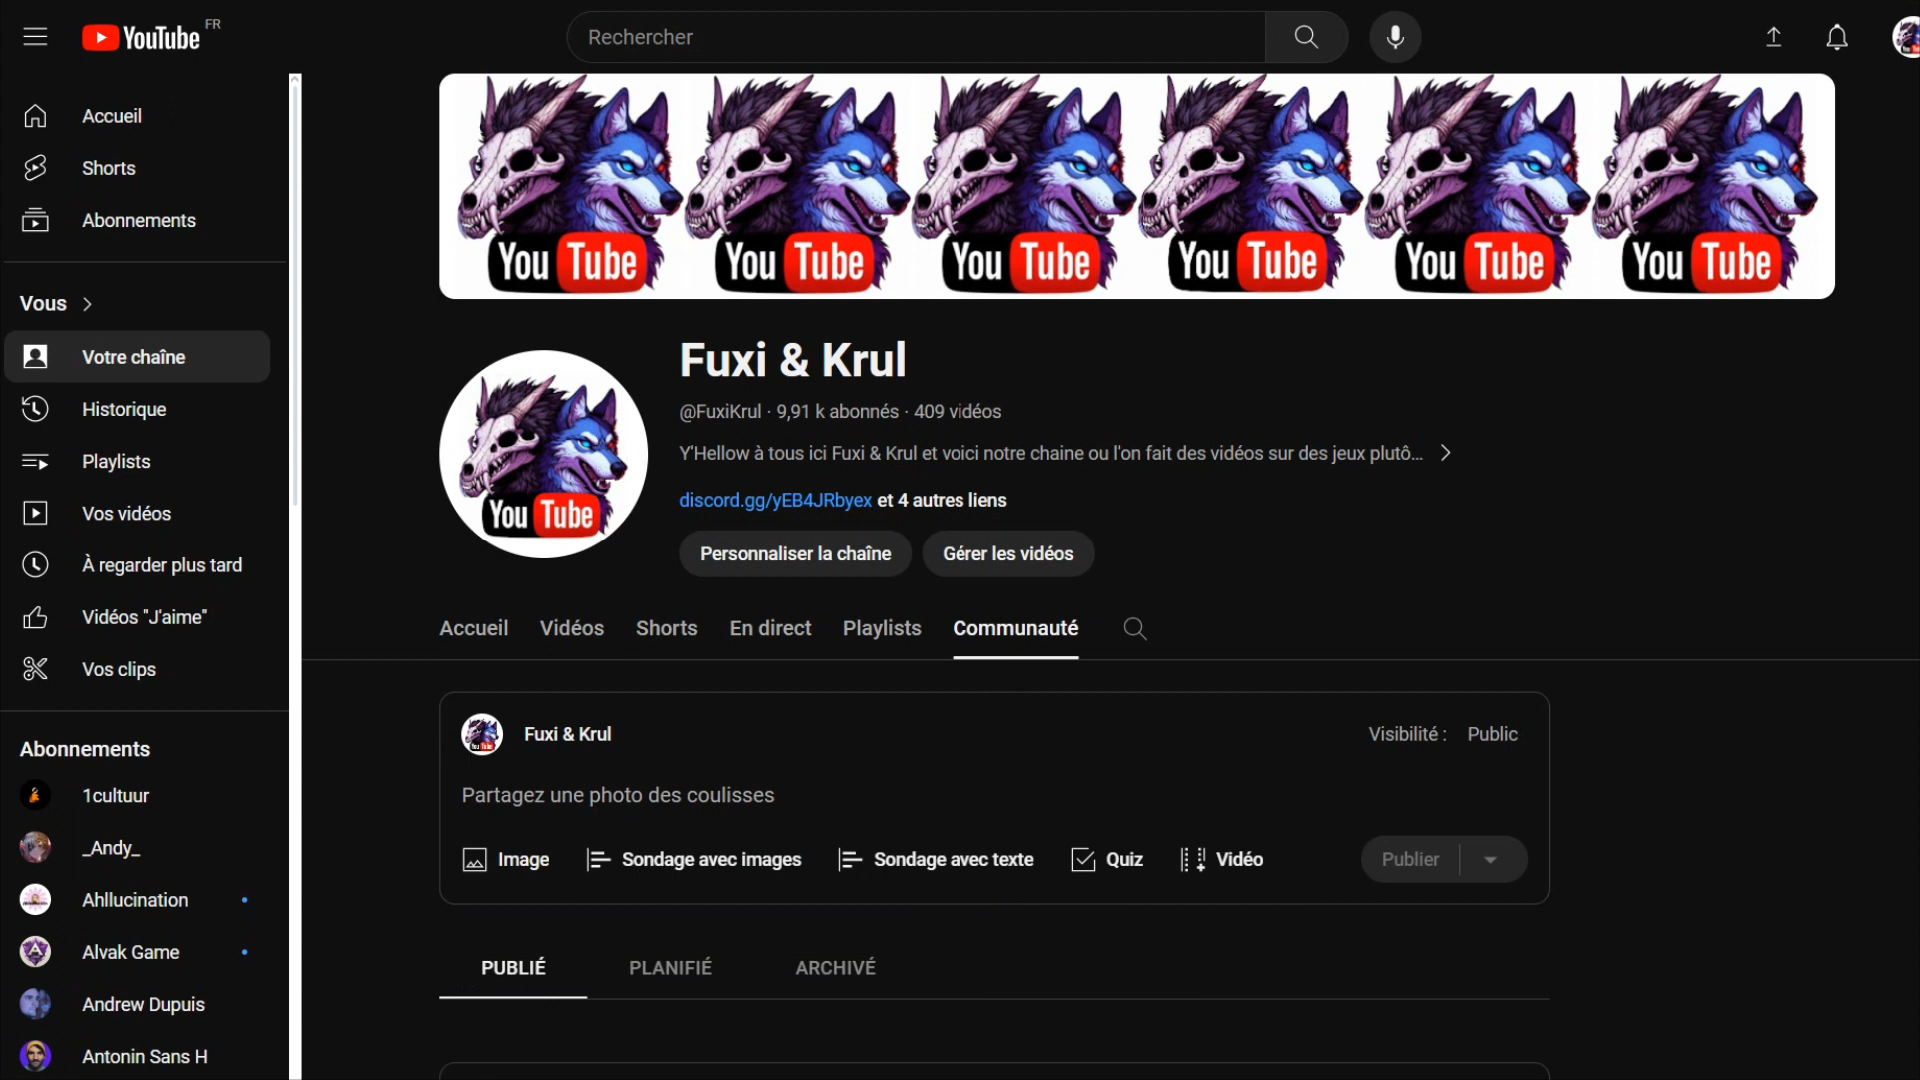 YouTube FR
Rechercher
Accueil
Shorts
Abonnements
Vous
Votre chaîne
Historique
Playlists
Vos vidéos
À regarder plus tard
Vidéos "J'aime"
Vos clips
Abonnements
1cultuur
_Andy_
Ahllucination
Alvak Game
Andrew Dupuis
Antonin Sans H
You Tube You Tube You Tube You Tube You Tube You Tube
You Tube
Fuxi & Krul
@FuxiKrul · 9,91 k abonnés · 409 vidéos
Y'Hellow à tous ici Fuxi & Krul et voici notre chaine ou l'on fait des vidéos sur des jeux plutô...
discord.gg/yEB4JRbyex et 4 autres liens
Personnaliser la chaîne Gérer les vidéos
Accueil Vidéos Shorts En direct Playlists Communauté
You Tube
Fuxi & Krul Visibilité : Public
Partagez une photo des coulisses
Image Sondage avec images Sondage avec texte Quiz Vidéo Publier
PUBLIÉ PLANIFIÉ ARCHIVÉ